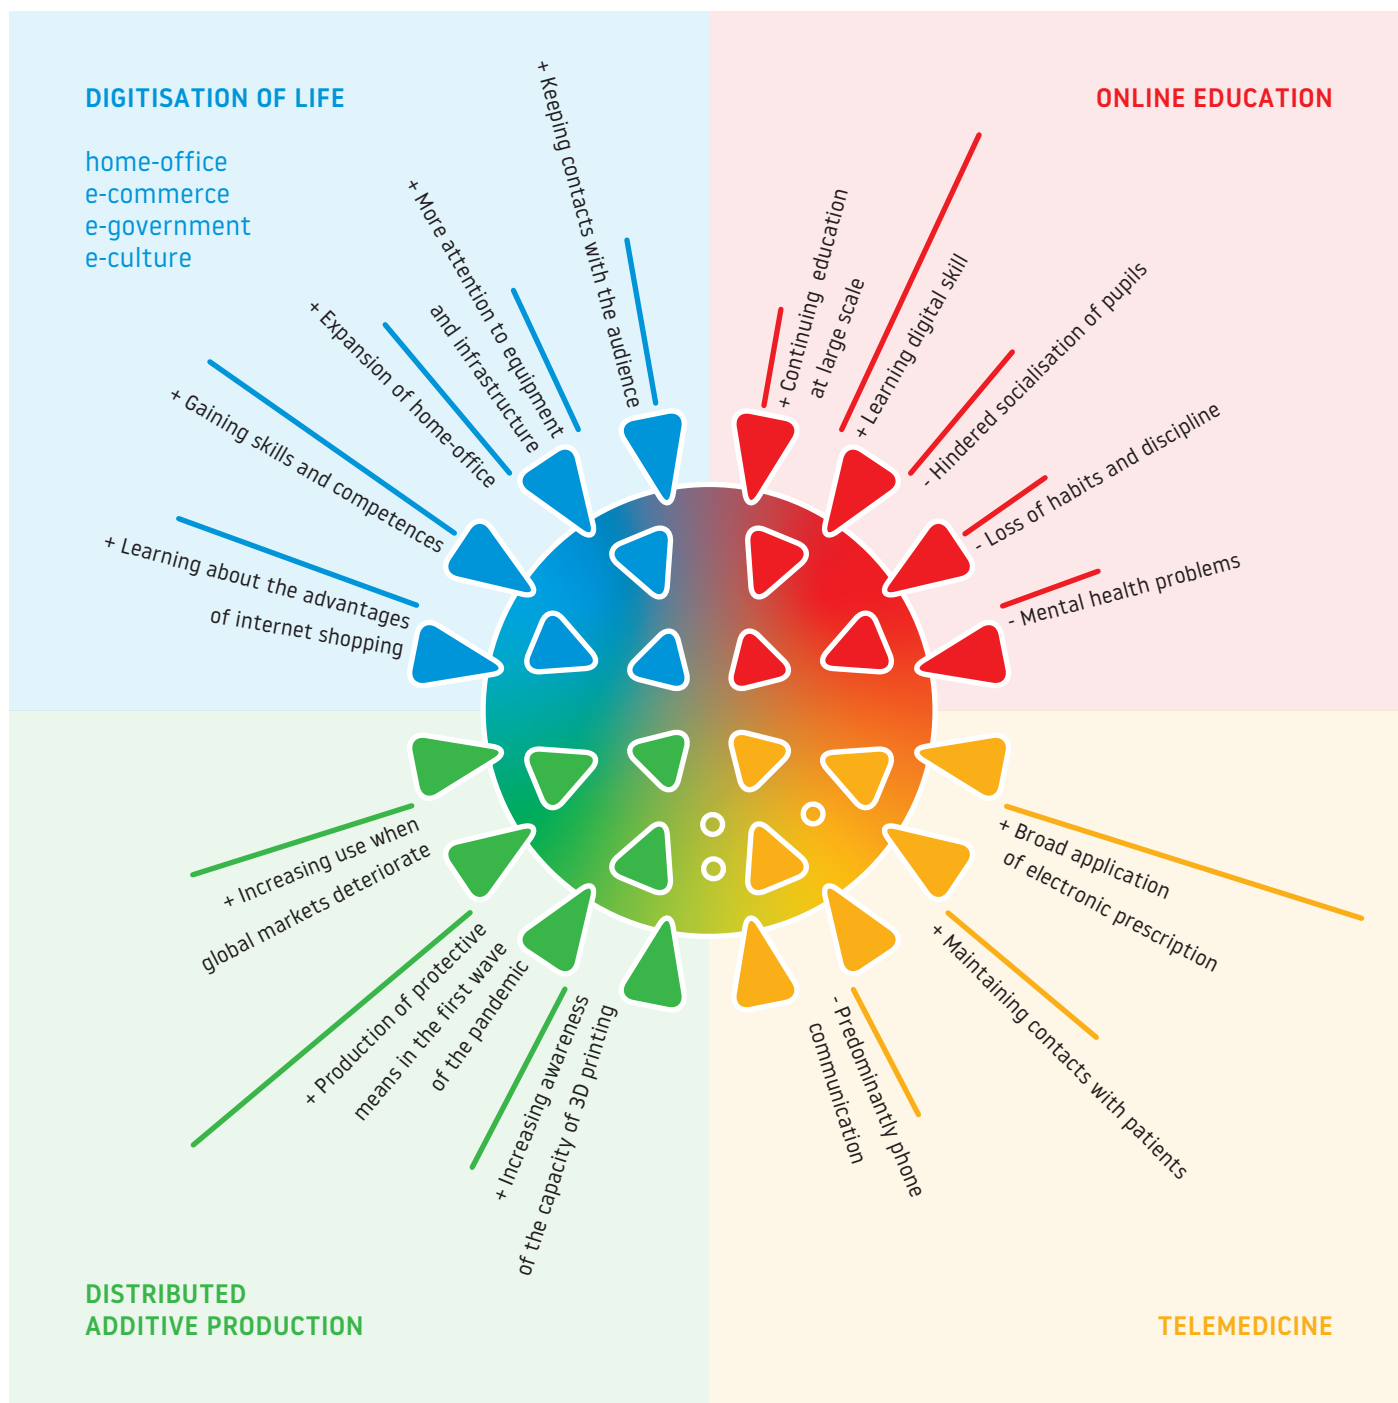 DIGITISATION OF LIFE
home-office
e-commerce
e-government
e-culture
+ Keeping contacts with the audience
+ More attention to equipment
and infrastructure
+ Expansion of home-office
+ Gaining skills and competences
+ Learning about the advantages
of internet shopping
ONLINE EDUCATION
+ Continuing education
at large scale
+ Learning digital skill
- Hindered socialisation of pupils
- Loss of habits and discipline
- Mental health problems
+ Increasing use when
global markets deteriorate
+ Production of protective
means in the first wave
of the pandemic
+ Increasing awareness
of the capacity of 3D printing
DISTRIBUTED
ADDITIVE PRODUCTION
+ Broad application
of electronic prescription
+ Maintaining contacts with patients
- Predominantly phone
communication
TELEMEDICINE